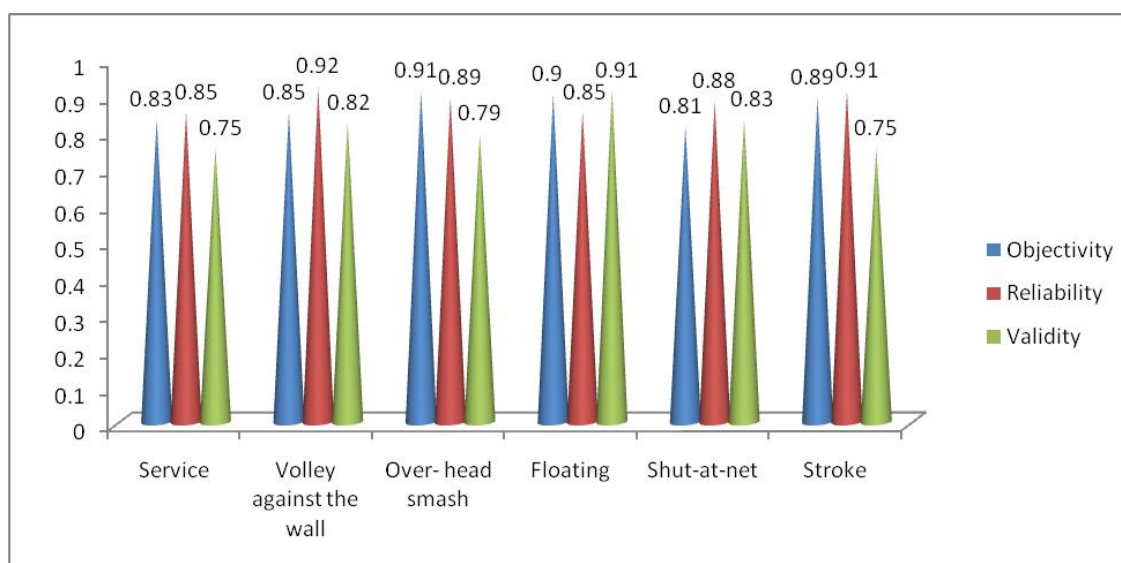 1
0.9
0.8
0.7
0.6
0.5
0.4
0.3
0.2
0.1
0
0.83
0.85
0.75
0.85
0.92
0.82
0.91
0.89
0.79
0.9
0.85
0.91
0.81
0.88
0.83
0.89
0.91
0.75
Service
Volley
against the
wall
Over- head
smash
Floating
Shut-at-net
Stroke
Objectivity
Reliability
Validity